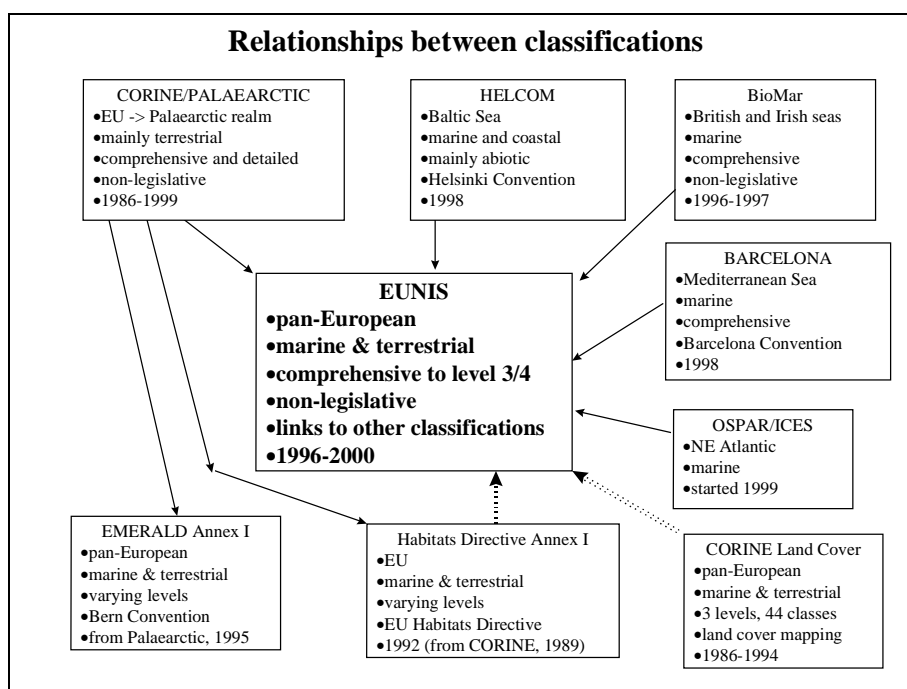 Relationships between classifications
CORINE/PALAEARCTIC
•EU -> Palaearctic realm
•mainly terrestrial
•comprehensive and detailed
•non-legislative
•1986-1999
HELCOM
•Baltic Sea
•marine and coastal
•mainly abiotic
•Helsinki Convention
•1998
BioMar
•British and Irish seas
•marine
•comprehensive
•non-legislative
•1996-1997
EUNIS
•pan-European
•marine & terrestrial
•comprehensive to level 3/4
•non-legislative
•links to other classifications
•1996-2000
BARCELONA
•Mediterranean Sea
•marine
•comprehensive
•Barcelona Convention
•1998
OSPAR/ICES
•NE Atlantic
•marine
•started 1999
EMERALD Annex I
•pan-European
•marine & terrestrial
•varying levels
•Bern Convention
•from Palaearctic, 1995
Habitats Directive Annex I
•EU
•marine & terrestrial
•varying levels
•EU Habitats Directive
•1992 (from CORINE, 1989)
CORINE Land Cover
•pan-European
•marine & terrestrial
•3 levels, 44 classes
•land cover mapping
•1986-1994